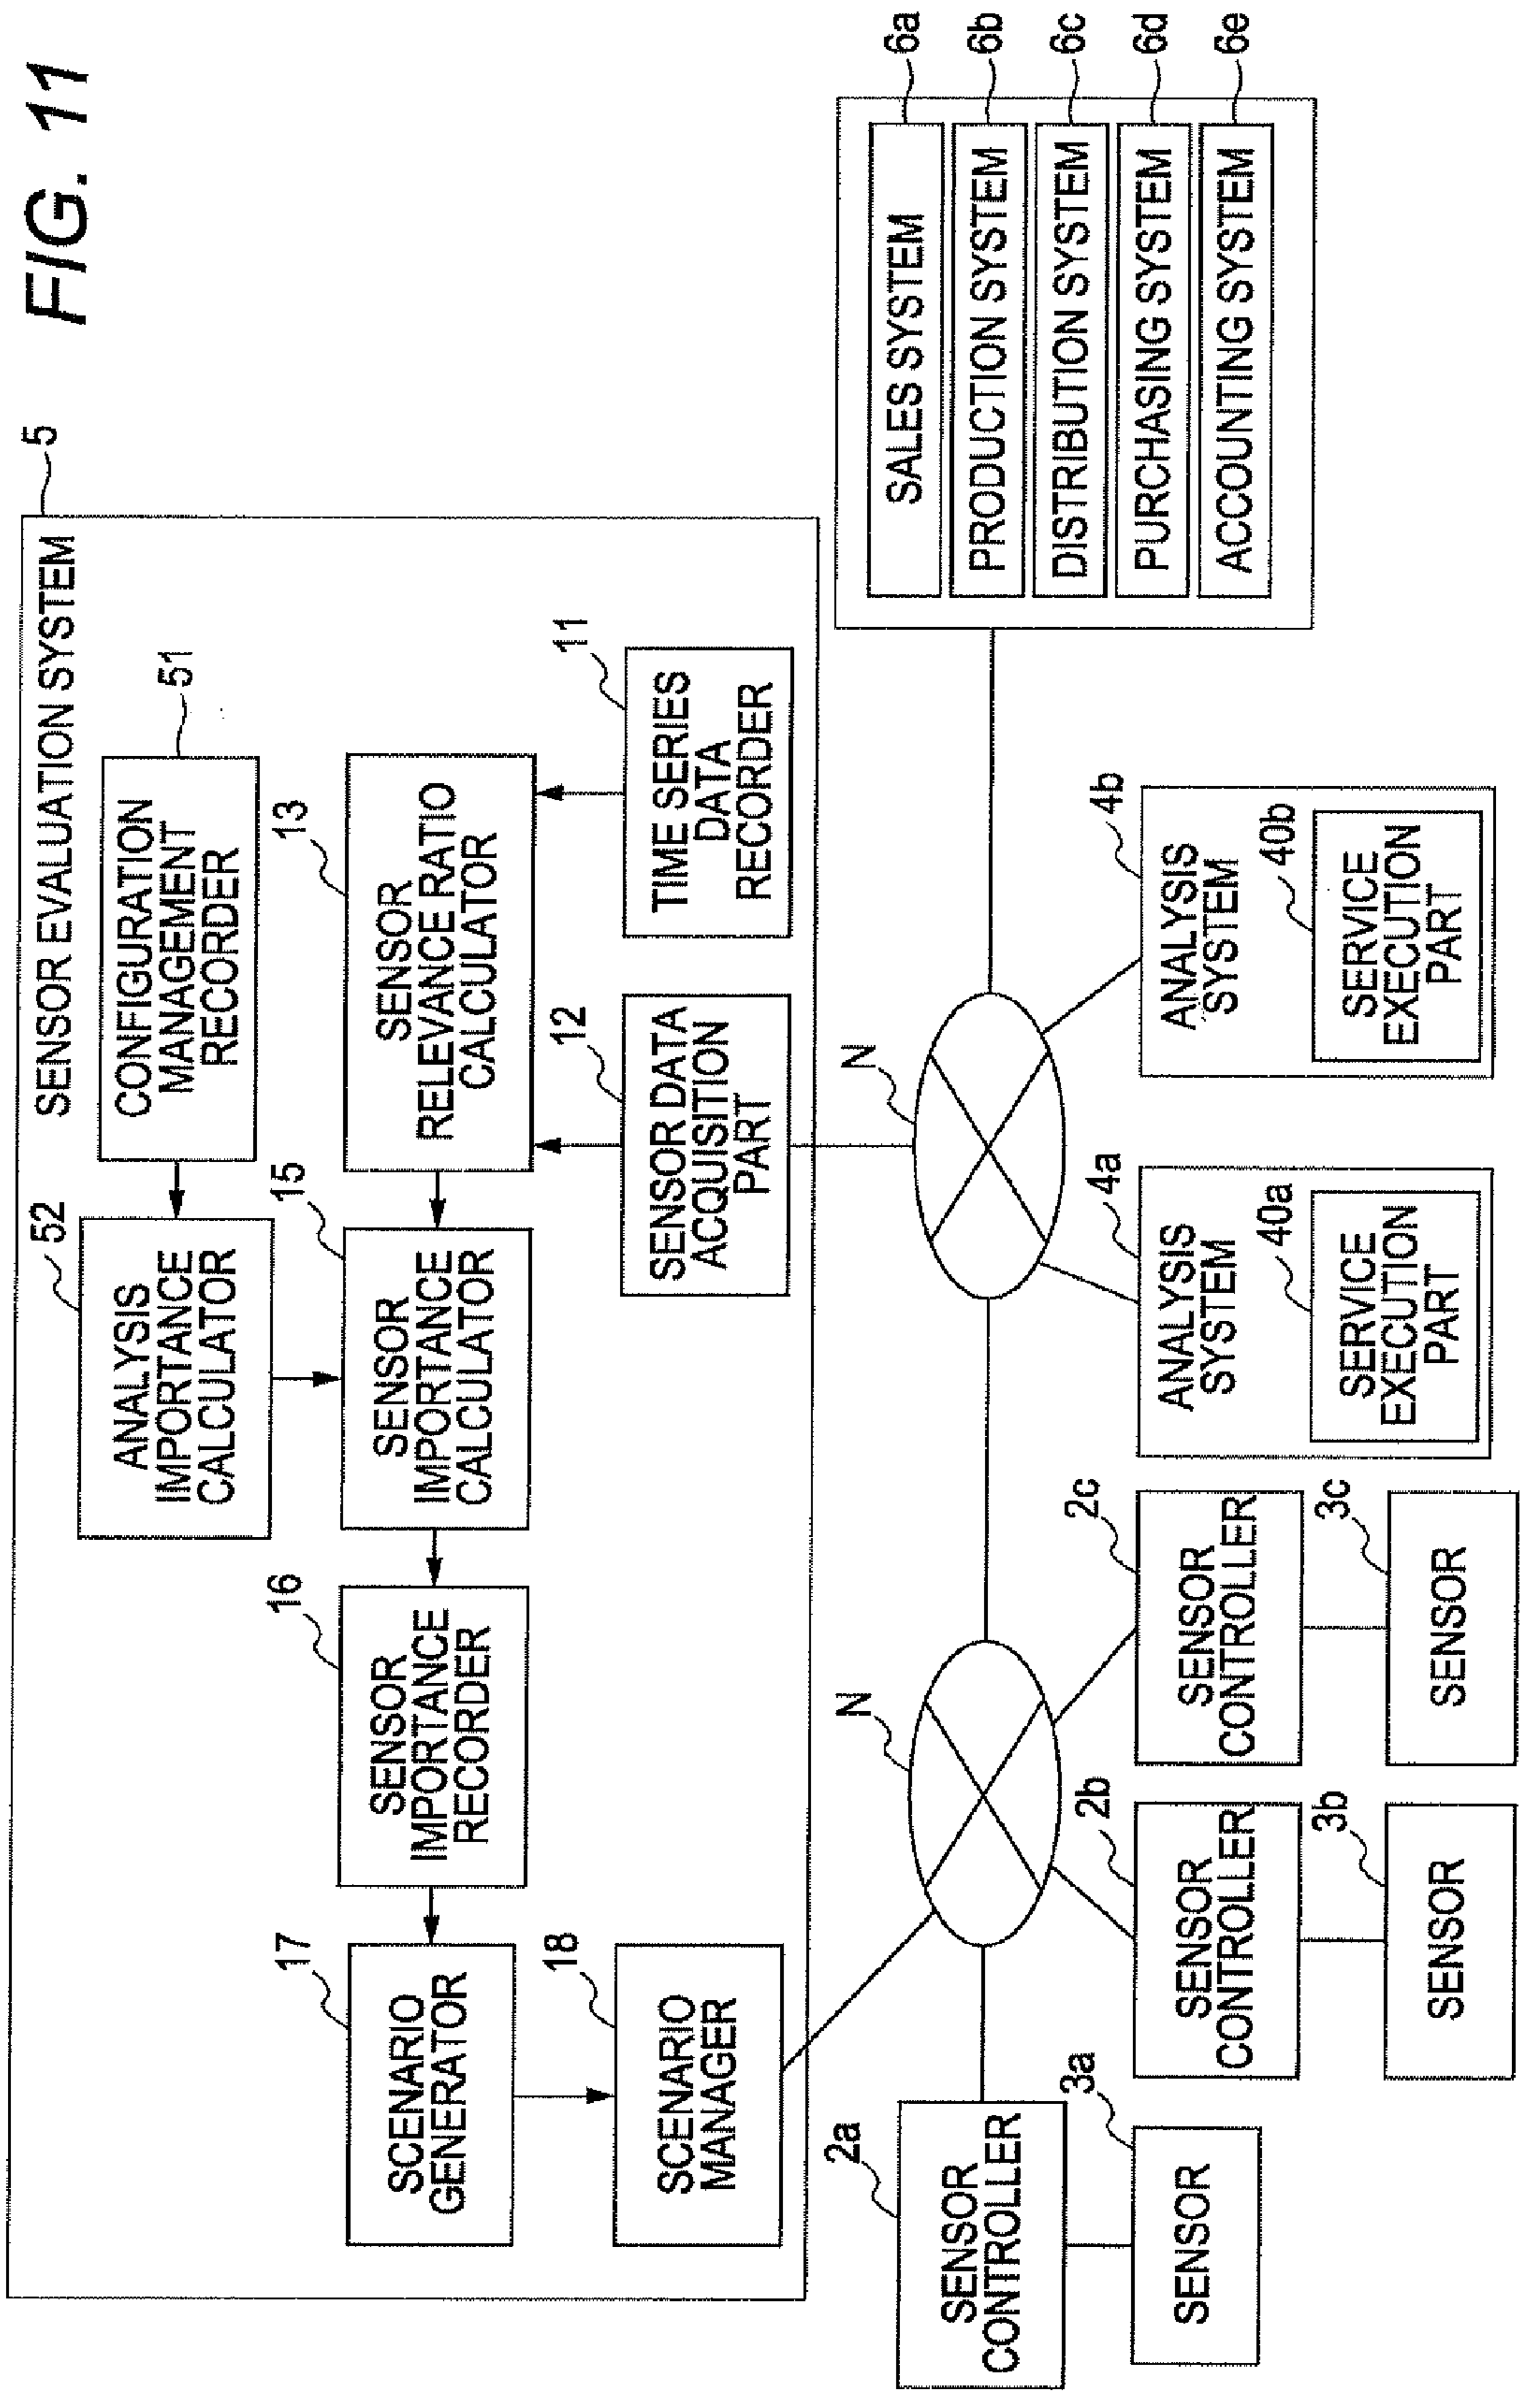 FIG. 11
SENSOR EVALUATION SYSTEM
5
52
ANALYSIS
IMPORTANCE
CALCULATOR
CONFIGURATION
MANAGEMENT
RECORDER
51
17
SCENARIO
GENERATOR
16
SENSOR
IMPORTANCE
RECORDER
15
SENSOR
IMPORTANCE
CALCULATOR
13
SENSOR
RELEVANCE RATIO
CALCULATOR
18
SCENARIO
MANAGER
12
SENSOR DATA
ACQUISITION
PART
11
TIME SERIES
DATA
RECORDER
N
N
2a
SENSOR
CONTROLLER
3a
SENSOR
2b
SENSOR
CONTROLLER
3b
SENSOR
2c
SENSOR
CONTROLLER
3c
SENSOR
4a
ANALYSIS
SYSTEM
40a
SERVICE
EXECUTION
PART
4b
ANALYSIS
SYSTEM
40b
SERVICE
EXECUTION
PART
SALES SYSTEM
6a
PRODUCTION SYSTEM
6b
DISTRIBUTION SYSTEM
6c
PURCHASING SYSTEM
6d
ACCOUNTING SYSTEM
6e